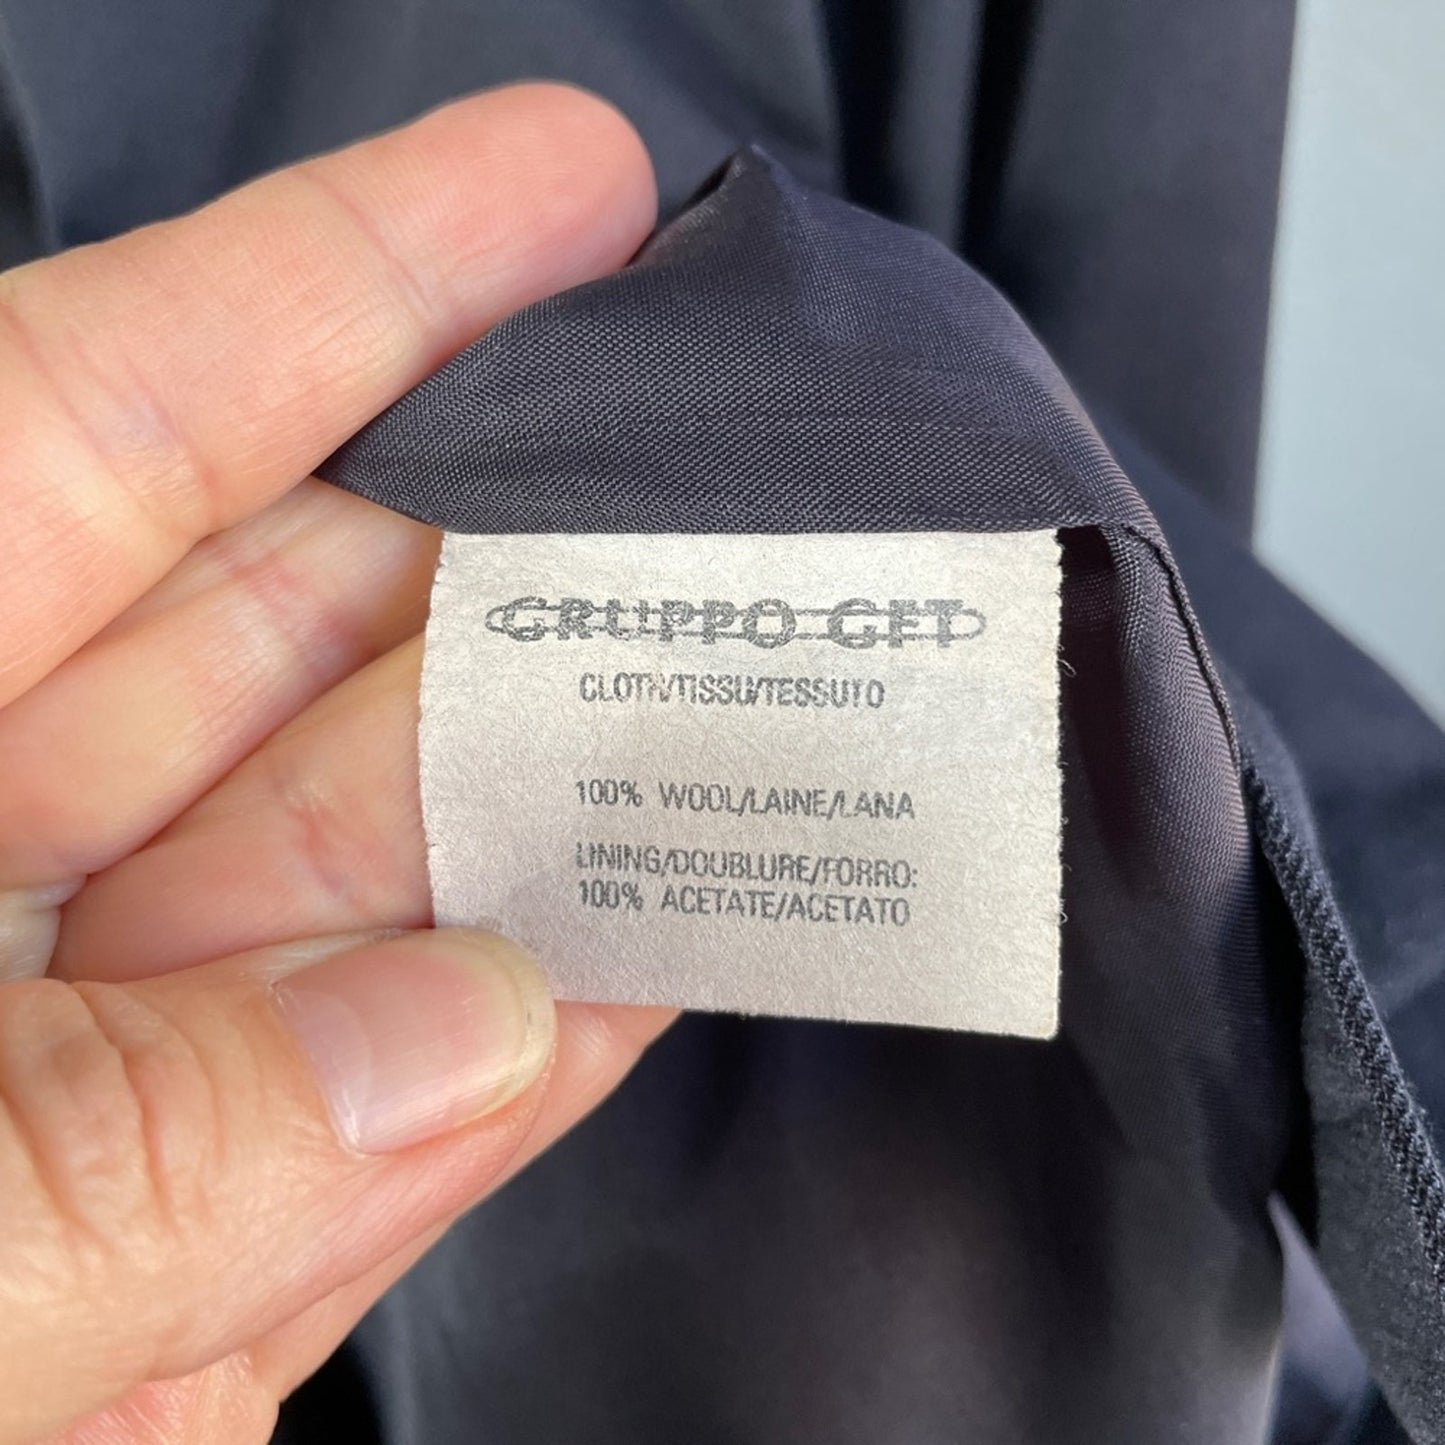 GRUPPO GFT
CLOTH/TISSU/TESSUTO
100% WOOL/LAINE/LANA
LINING/DOUBLURE/FORRO:
100% ACETATE/ACETATO